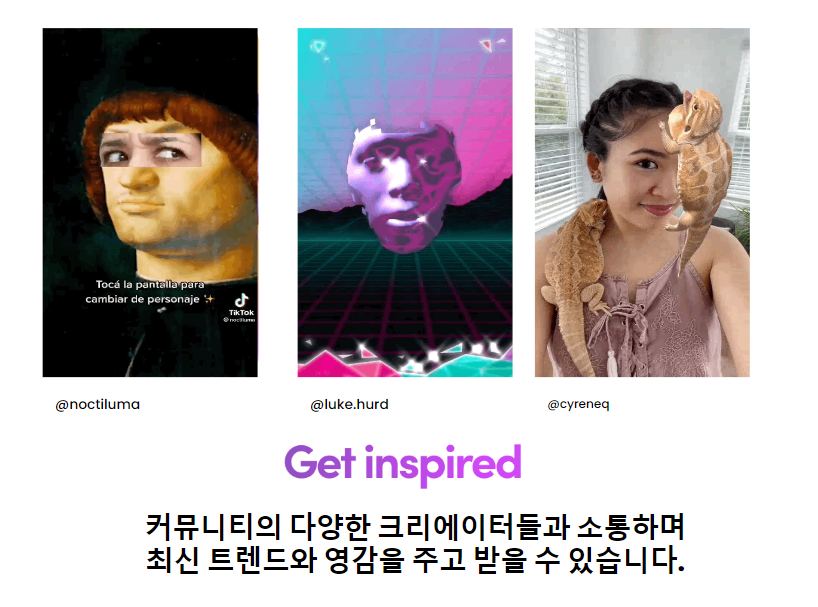 Tocá la pantalla para
cambiar de personaje ✨
TikTok
@noctiluma
@noctiluma
@luke.hurd
@cyreneq
Get inspired
커뮤니티의 다양한 크리에이터들과 소통하며
최신 트렌드와 영감을 주고 받을 수 있습니다.